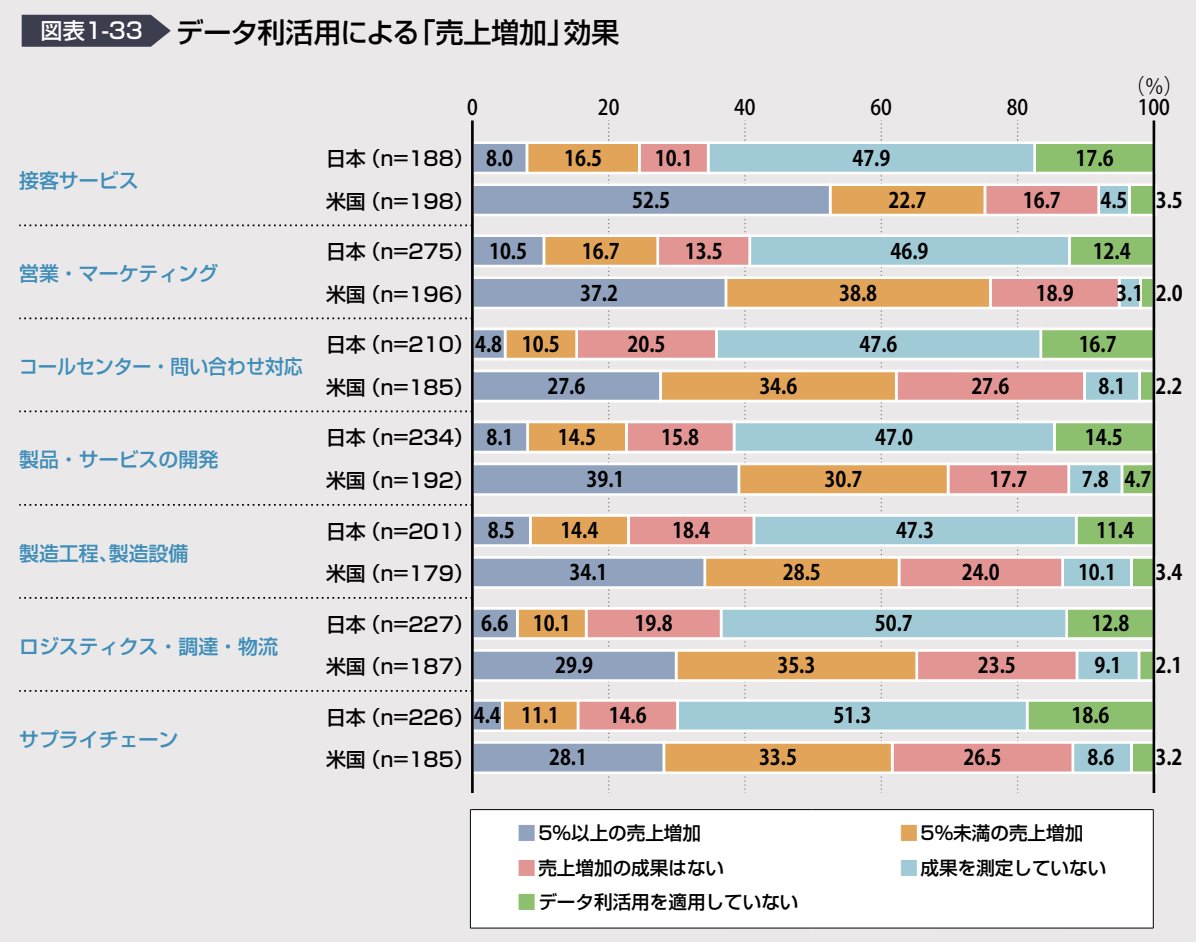 図表1-33 データ利活用による「売上増加」効果
(%)
0 20 40 60 80 100
接客サービス
日本(n=188) 8.0 16.5 10.1 47.9 17.6
米国(n=198) 52.5 22.7 16.7 4.5 3.5
営業・マーケティング
日本(n=275) 10.5 16.7 13.5 46.9 12.4
米国(n=196) 37.2 38.8 18.9 3.1 2.0
コールセンター・問い合わせ対応
日本(n=210) 4.8 10.5 20.5 47.6 16.7
米国(n=185) 27.6 34.6 27.6 8.1 2.2
製品・サービスの開発
日本(n=234) 8.1 14.5 15.8 47.0 14.5
米国(n=192) 39.1 30.7 17.7 7.8 4.7
製造工程、製造設備
日本(n=201) 8.5 14.4 18.4 47.3 11.4
米国(n=179) 34.1 28.5 24.0 10.1 3.4
ロジスティクス・調達・物流
日本(n=227) 6.6 10.1 19.8 50.7 12.8
米国(n=187) 29.9 35.3 23.5 9.1 2.1
サプライチェーン
日本(n=226) 4.4 11.1 14.6 51.3 18.6
米国(n=185) 28.1 33.5 26.5 8.6 3.2
5%以上の売上増加 5%未満の売上増加
売上増加の成果はない 成果を測定していない
データ利活用を適用していない